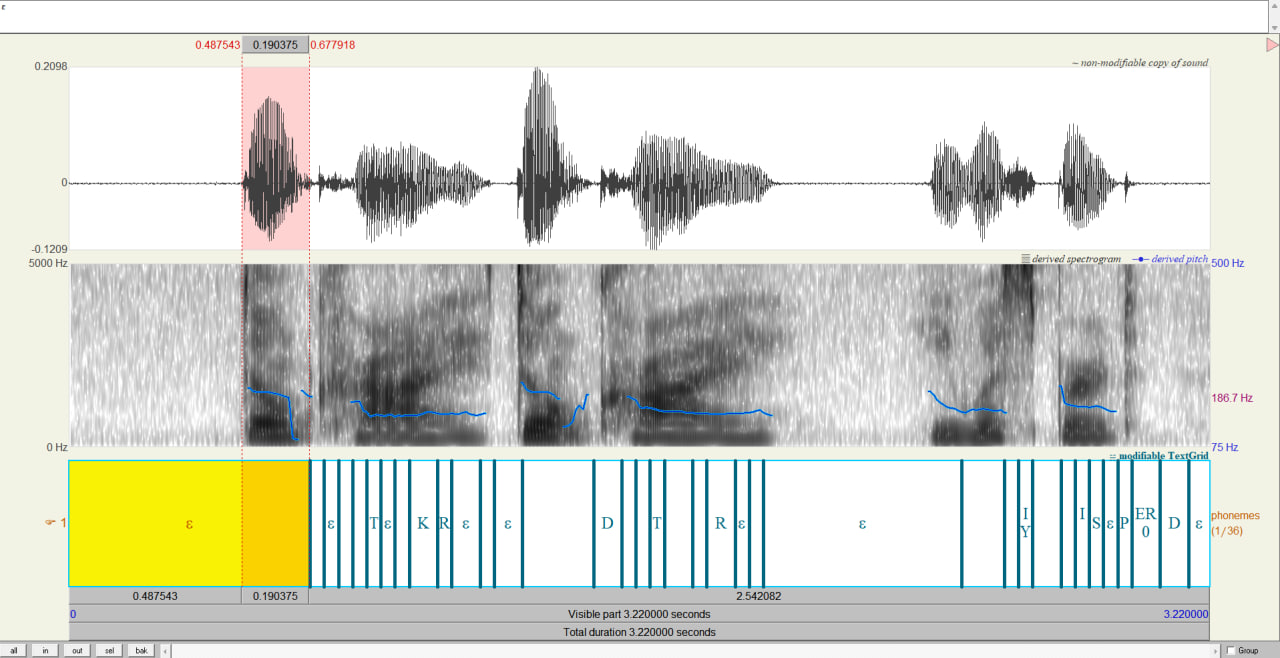 ε
0.487543 0.190375 0.677918
0.2098
~ non-modifiable copy of sound
0
-0.1209
5000 Hz
derived spectrogram derived pitch
500 Hz
186.7 Hz
0 Hz
75 Hz
modifiable TextGrid
1
ε ε T ε K R ε ε D T R ε ε I Y I S ε P ER 0 D ε
phonemes
(1/36)
0.487543 0.190375 2.542082
0 Visible part 3.220000 seconds 3.220000
Total duration 3.220000 seconds
all in out sel bak Group